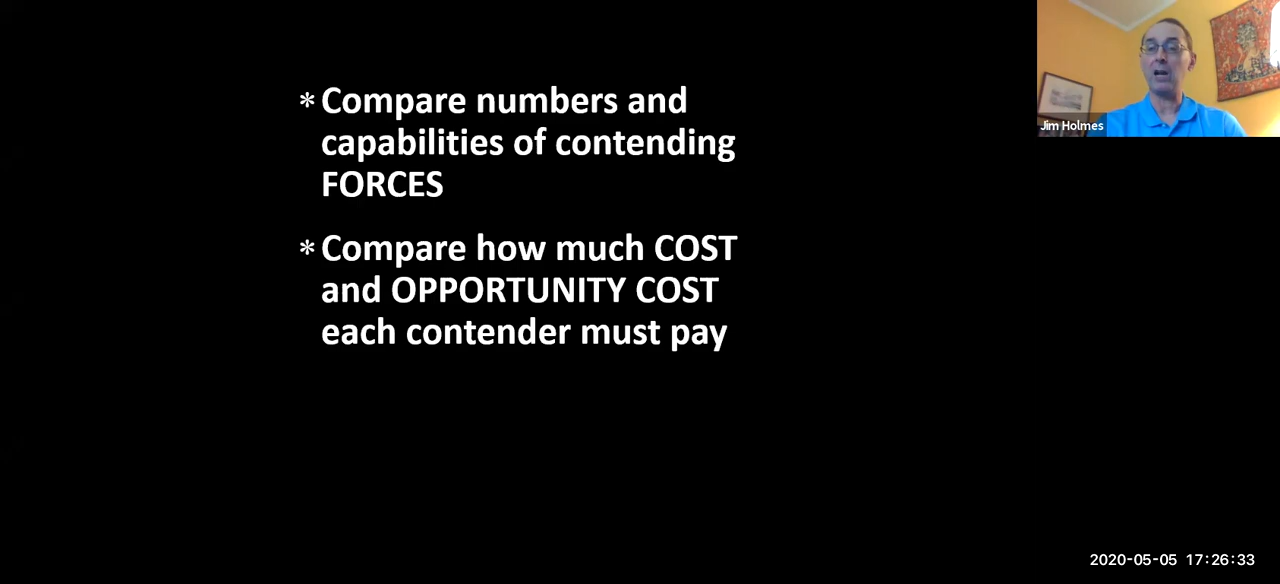 * Compare numbers and
capabilities of contending
FORCES
* Compare how much COST
and OPPORTUNITY COST
each contender must pay
Jim Holmes
2020-05-05 17:26:33